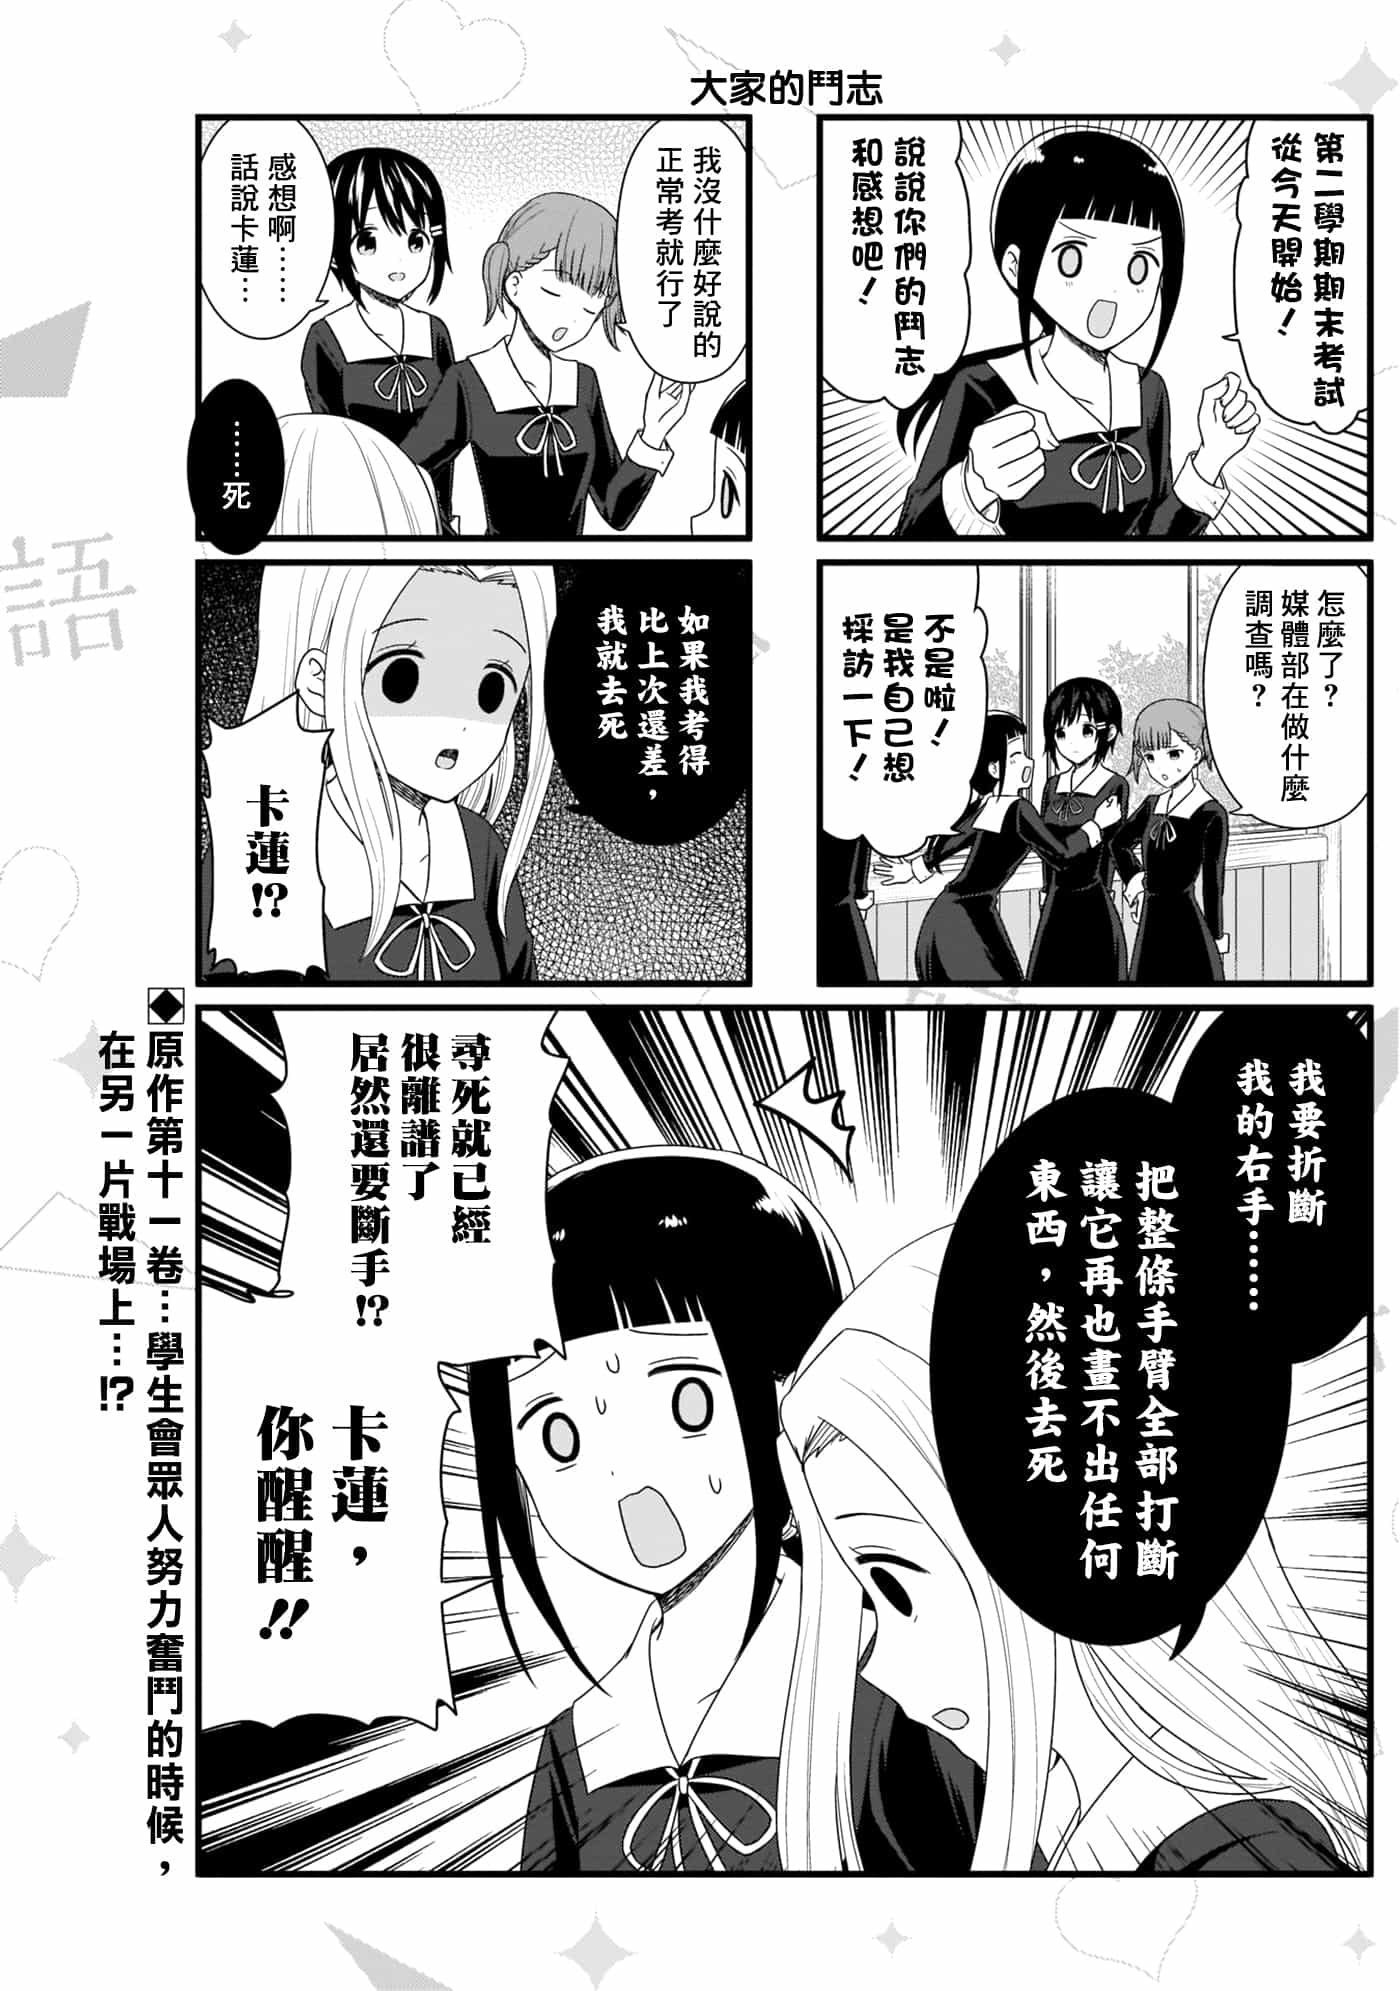 大家的鬥志
第二學期期末考試
從今天開始！
說說你們的鬥志
和感想吧！
怎麼了？
媒體部在做什麼
調查嗎？
不是啦！
是我自己想
採訪一下！
我沒什麼好說的
正常考就行了
感想啊……
話說卡蓮…
……死
如果我考得
比上次還差，
我就去死
卡蓮!?
我要折斷
我的右手……
把整條手臂全部打斷
讓它再也畫不出任何
東西，然後去死
尋死就已經
很離譜了
居然還要斷手!?
卡蓮，
你醒醒!!
◆原作第十一卷…學生會眾人努力奮鬥的時候，
在另一片戰場上…!?
語